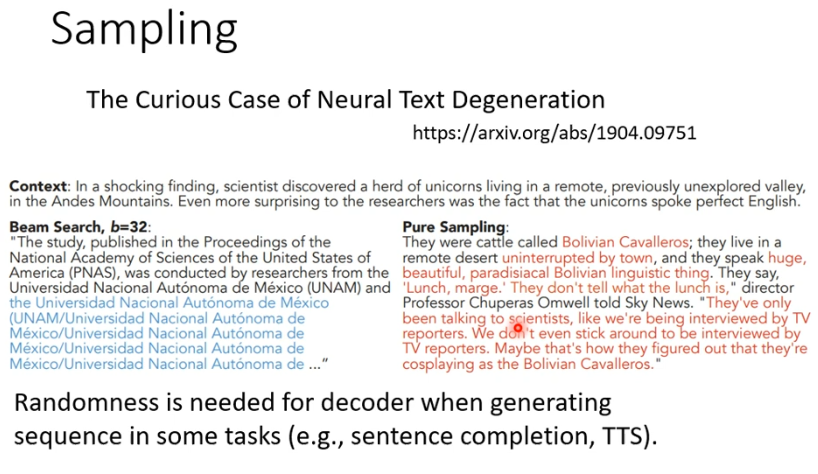 Sampling
The Curious Case of Neural Text Degeneration
https://arxiv.org/abs/1904.09751
Context: In a shocking finding, scientist discovered a herd of unicorns living in a remote, previously unexplored valley,
in the Andes Mountains. Even more surprising to the researchers was the fact that the unicorns spoke perfect English.
Beam Search, b=32:
"The study, published in the Proceedings of the
National Academy of Sciences of the United States of
America (PNAS), was conducted by researchers from the
Universidad Nacional Autónoma de México (UNAM) and
the Universidad Nacional Autónoma de México
(UNAM/Universidad Nacional Autónoma de
México/Universidad Nacional Autónoma de
México/Universidad Nacional Autónoma de
México/Universidad Nacional Autónoma de ..."
Pure Sampling:
They were cattle called Bolivian Cavalleros; they live in a
remote desert uninterrupted by town, and they speak huge,
beautiful, paradisiacal Bolivian linguistic thing. They say,
'Lunch, marge.' They don't tell what the lunch is," director
Professor Chuperas Omwell told Sky News. "They've only
been talking to scientists, like we're being interviewed by TV
reporters. We don't even stick around to be interviewed by
TV reporters. Maybe that's how they figured out that they're
cosplaying as the Bolivian Cavalleros."
Randomness is needed for decoder when generating
sequence in some tasks (e.g., sentence completion, TTS).